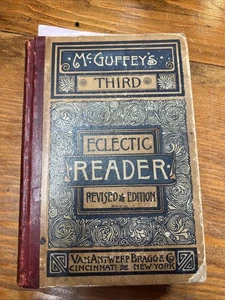 McGUFFEY'S
THIRD
ECLECTIC
READER.
REVISED EDITION
VAN ANTWERP BRAGG & CO
CINCINNATI NEW YORK